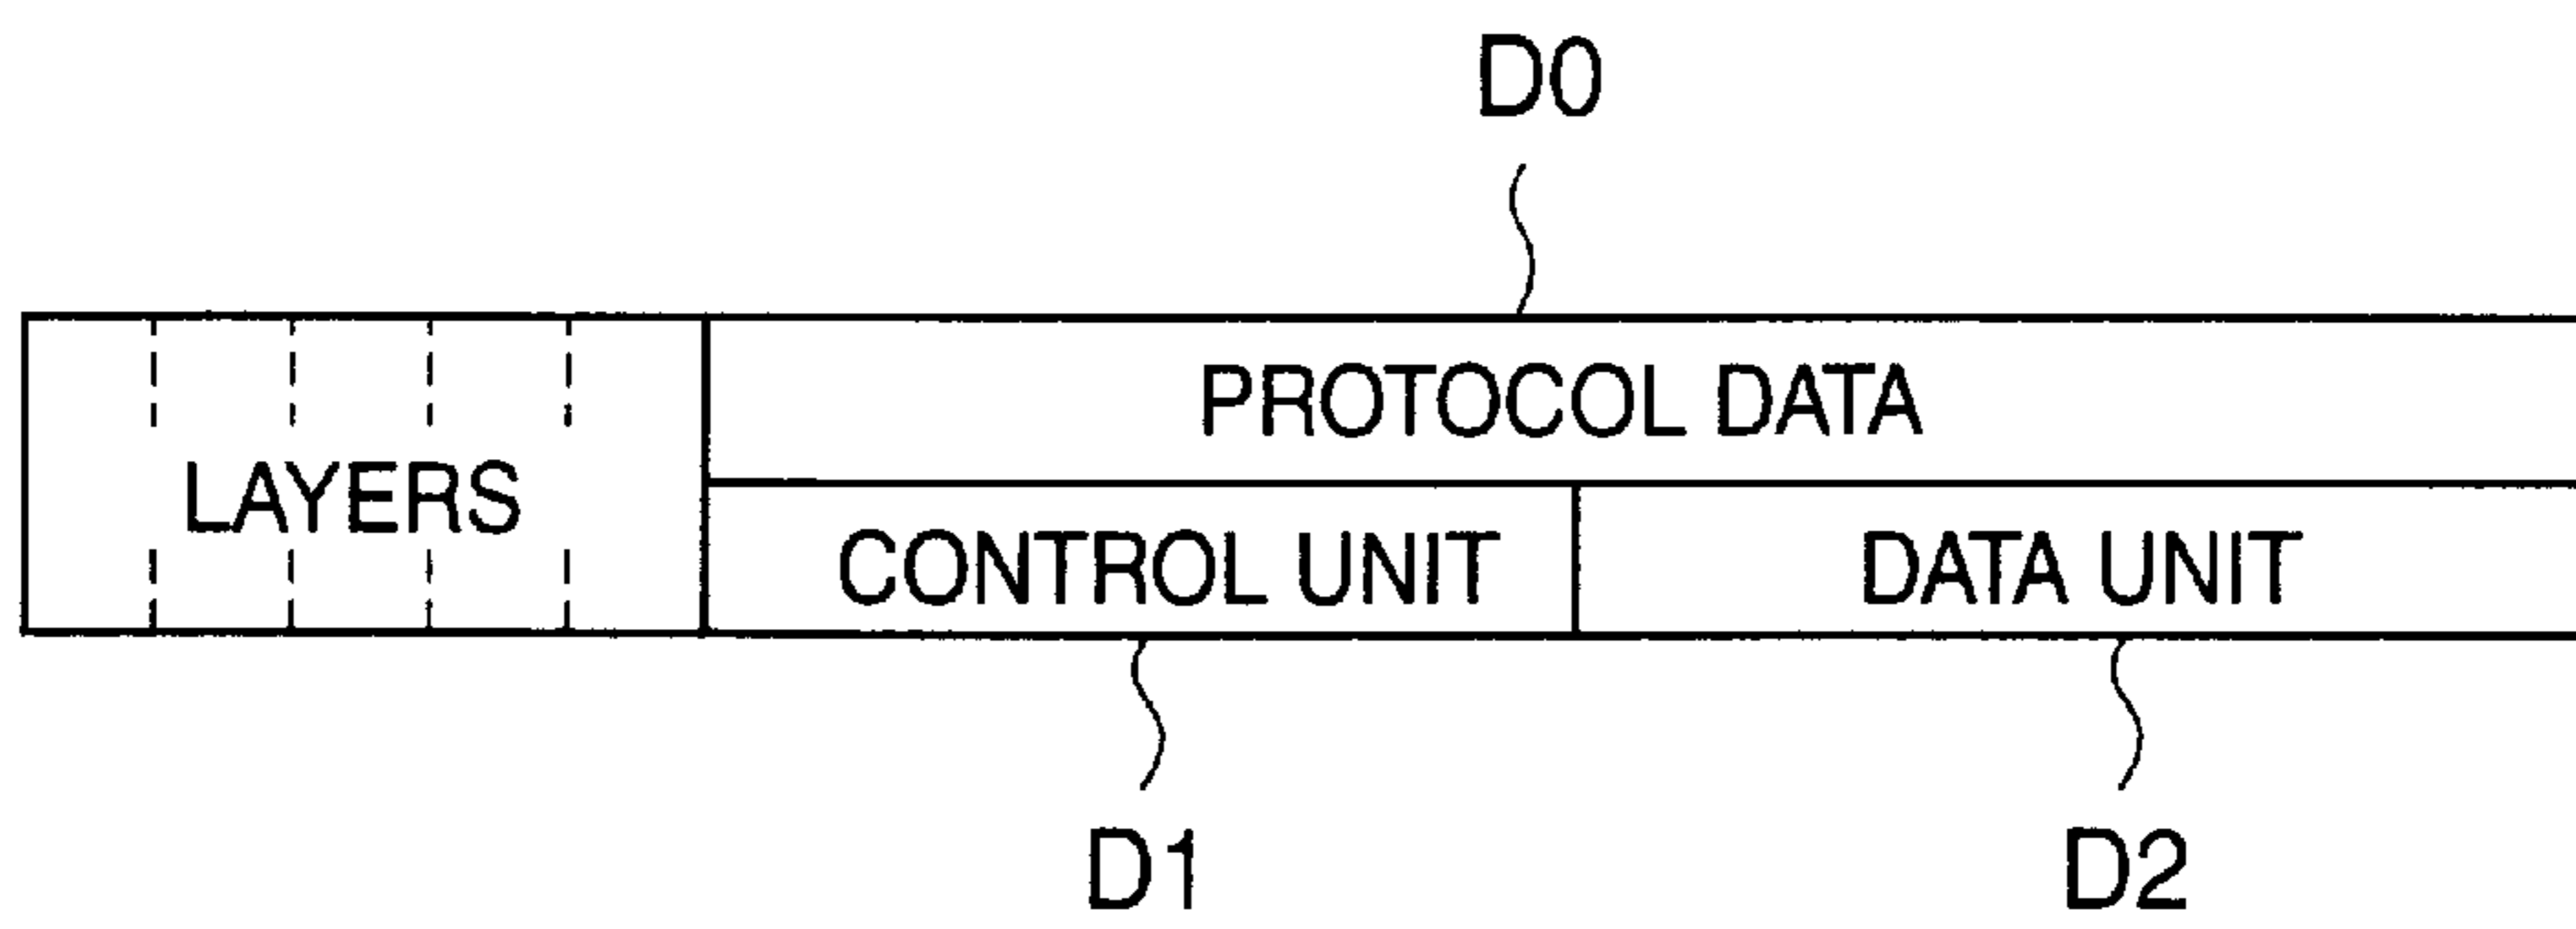 D0
PROTOCOL DATA
LAYERS
CONTROL UNIT
DATA UNIT
D1
D2